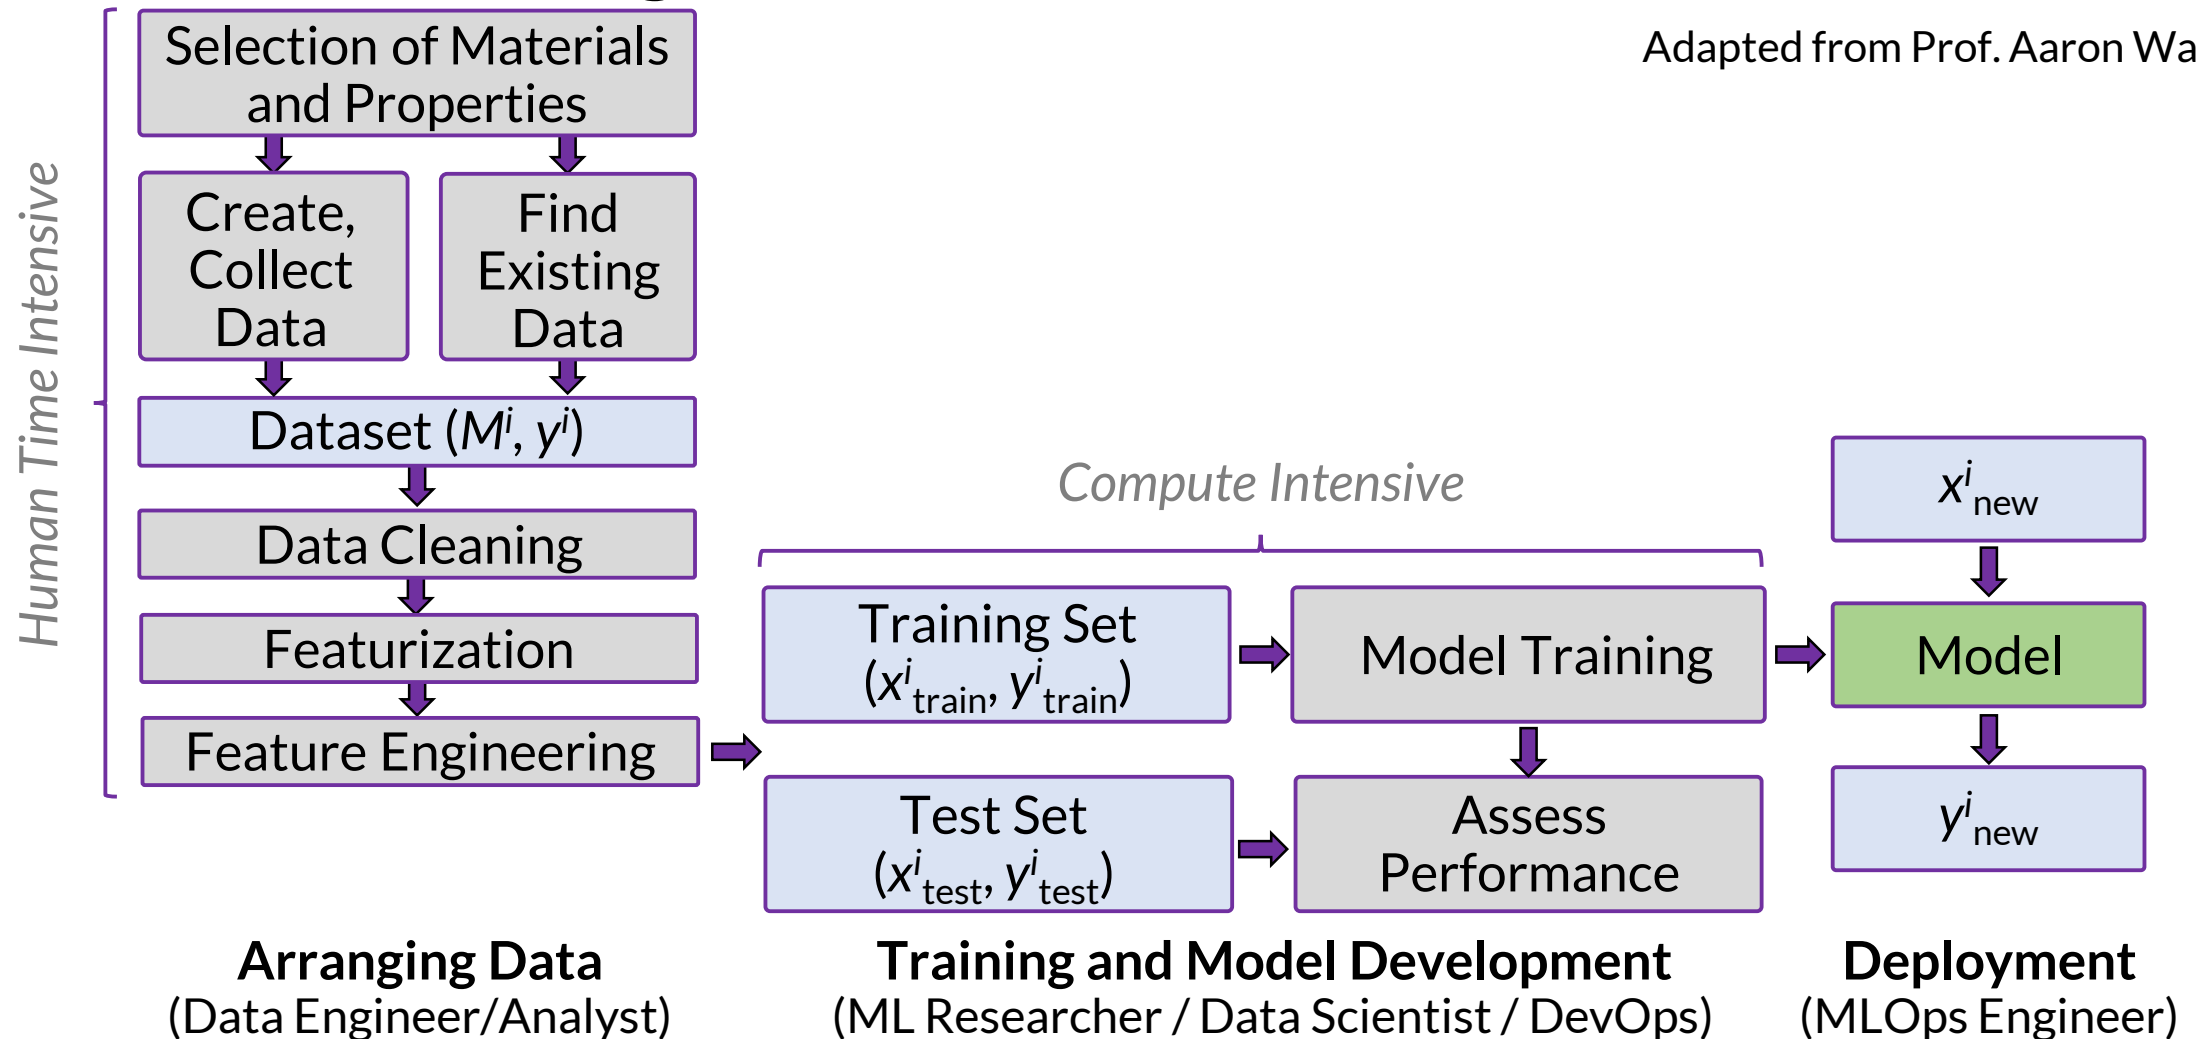 Adapted from Prof. Aaron Wa
Human Time Intensive
Selection of Materials
and Properties
Create,
Collect
Data
Find
Existing
Data
Dataset (Mⁱ, yⁱ)
Data Cleaning
Featurization
Feature Engineering
Compute Intensive
Training Set
(xⁱtrain, yⁱtrain)
Model Training
Test Set
(xⁱtest, yⁱtest)
Assess
Performance
xⁱnew
Model
yⁱnew
Arranging Data
(Data Engineer/Analyst)
Training and Model Development
(ML Researcher / Data Scientist / DevOps)
Deployment
(MLOps Engineer)